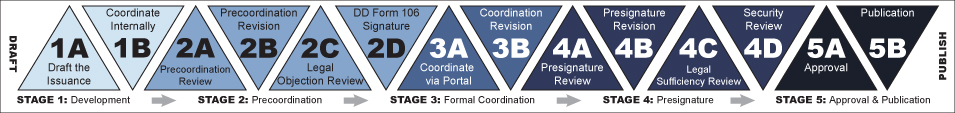 DRAFT
1A
Draft the
Issuance
Coordinate
Internally
1B
2A
Precoordination
Review
Precoordination
Revision
2B
2C
Legal
Objection Review
DD Form 106
Signature
2D
3A
Coordinate
via Portal
Coordination
Revision
3B
4A
Presignature
Review
Presignature
Revision
4B
4C
Legal
Sufficiency Review
Security
Review
4D
5A
Approval
Publication
5B
PUBLISH
STAGE 1: Development
STAGE 2: Precoordination
STAGE 3: Formal Coordination
STAGE 4: Presignature
STAGE 5: Approval & Publication